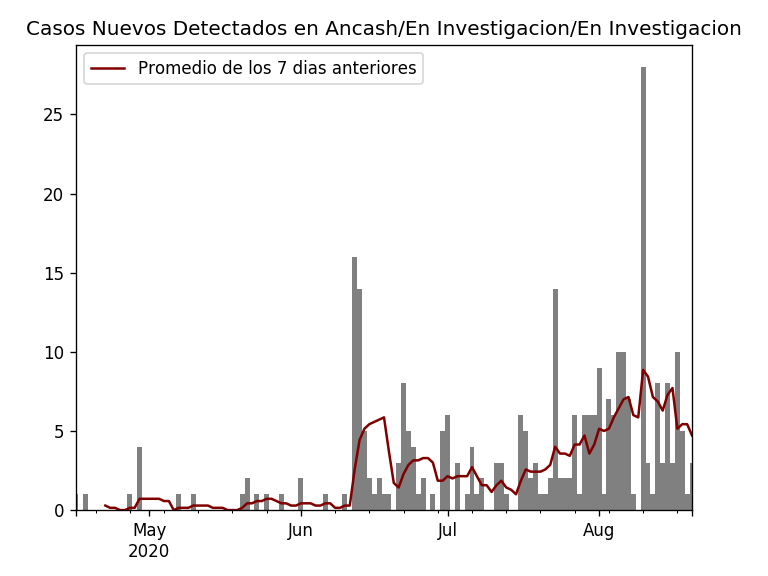 Casos Nuevos Detectados en Ancash/En Investigacion/En Investigacion
Promedio de los 7 dias anteriores
25
20
15
10
5
0
May
2020
Jun
Jul
Aug